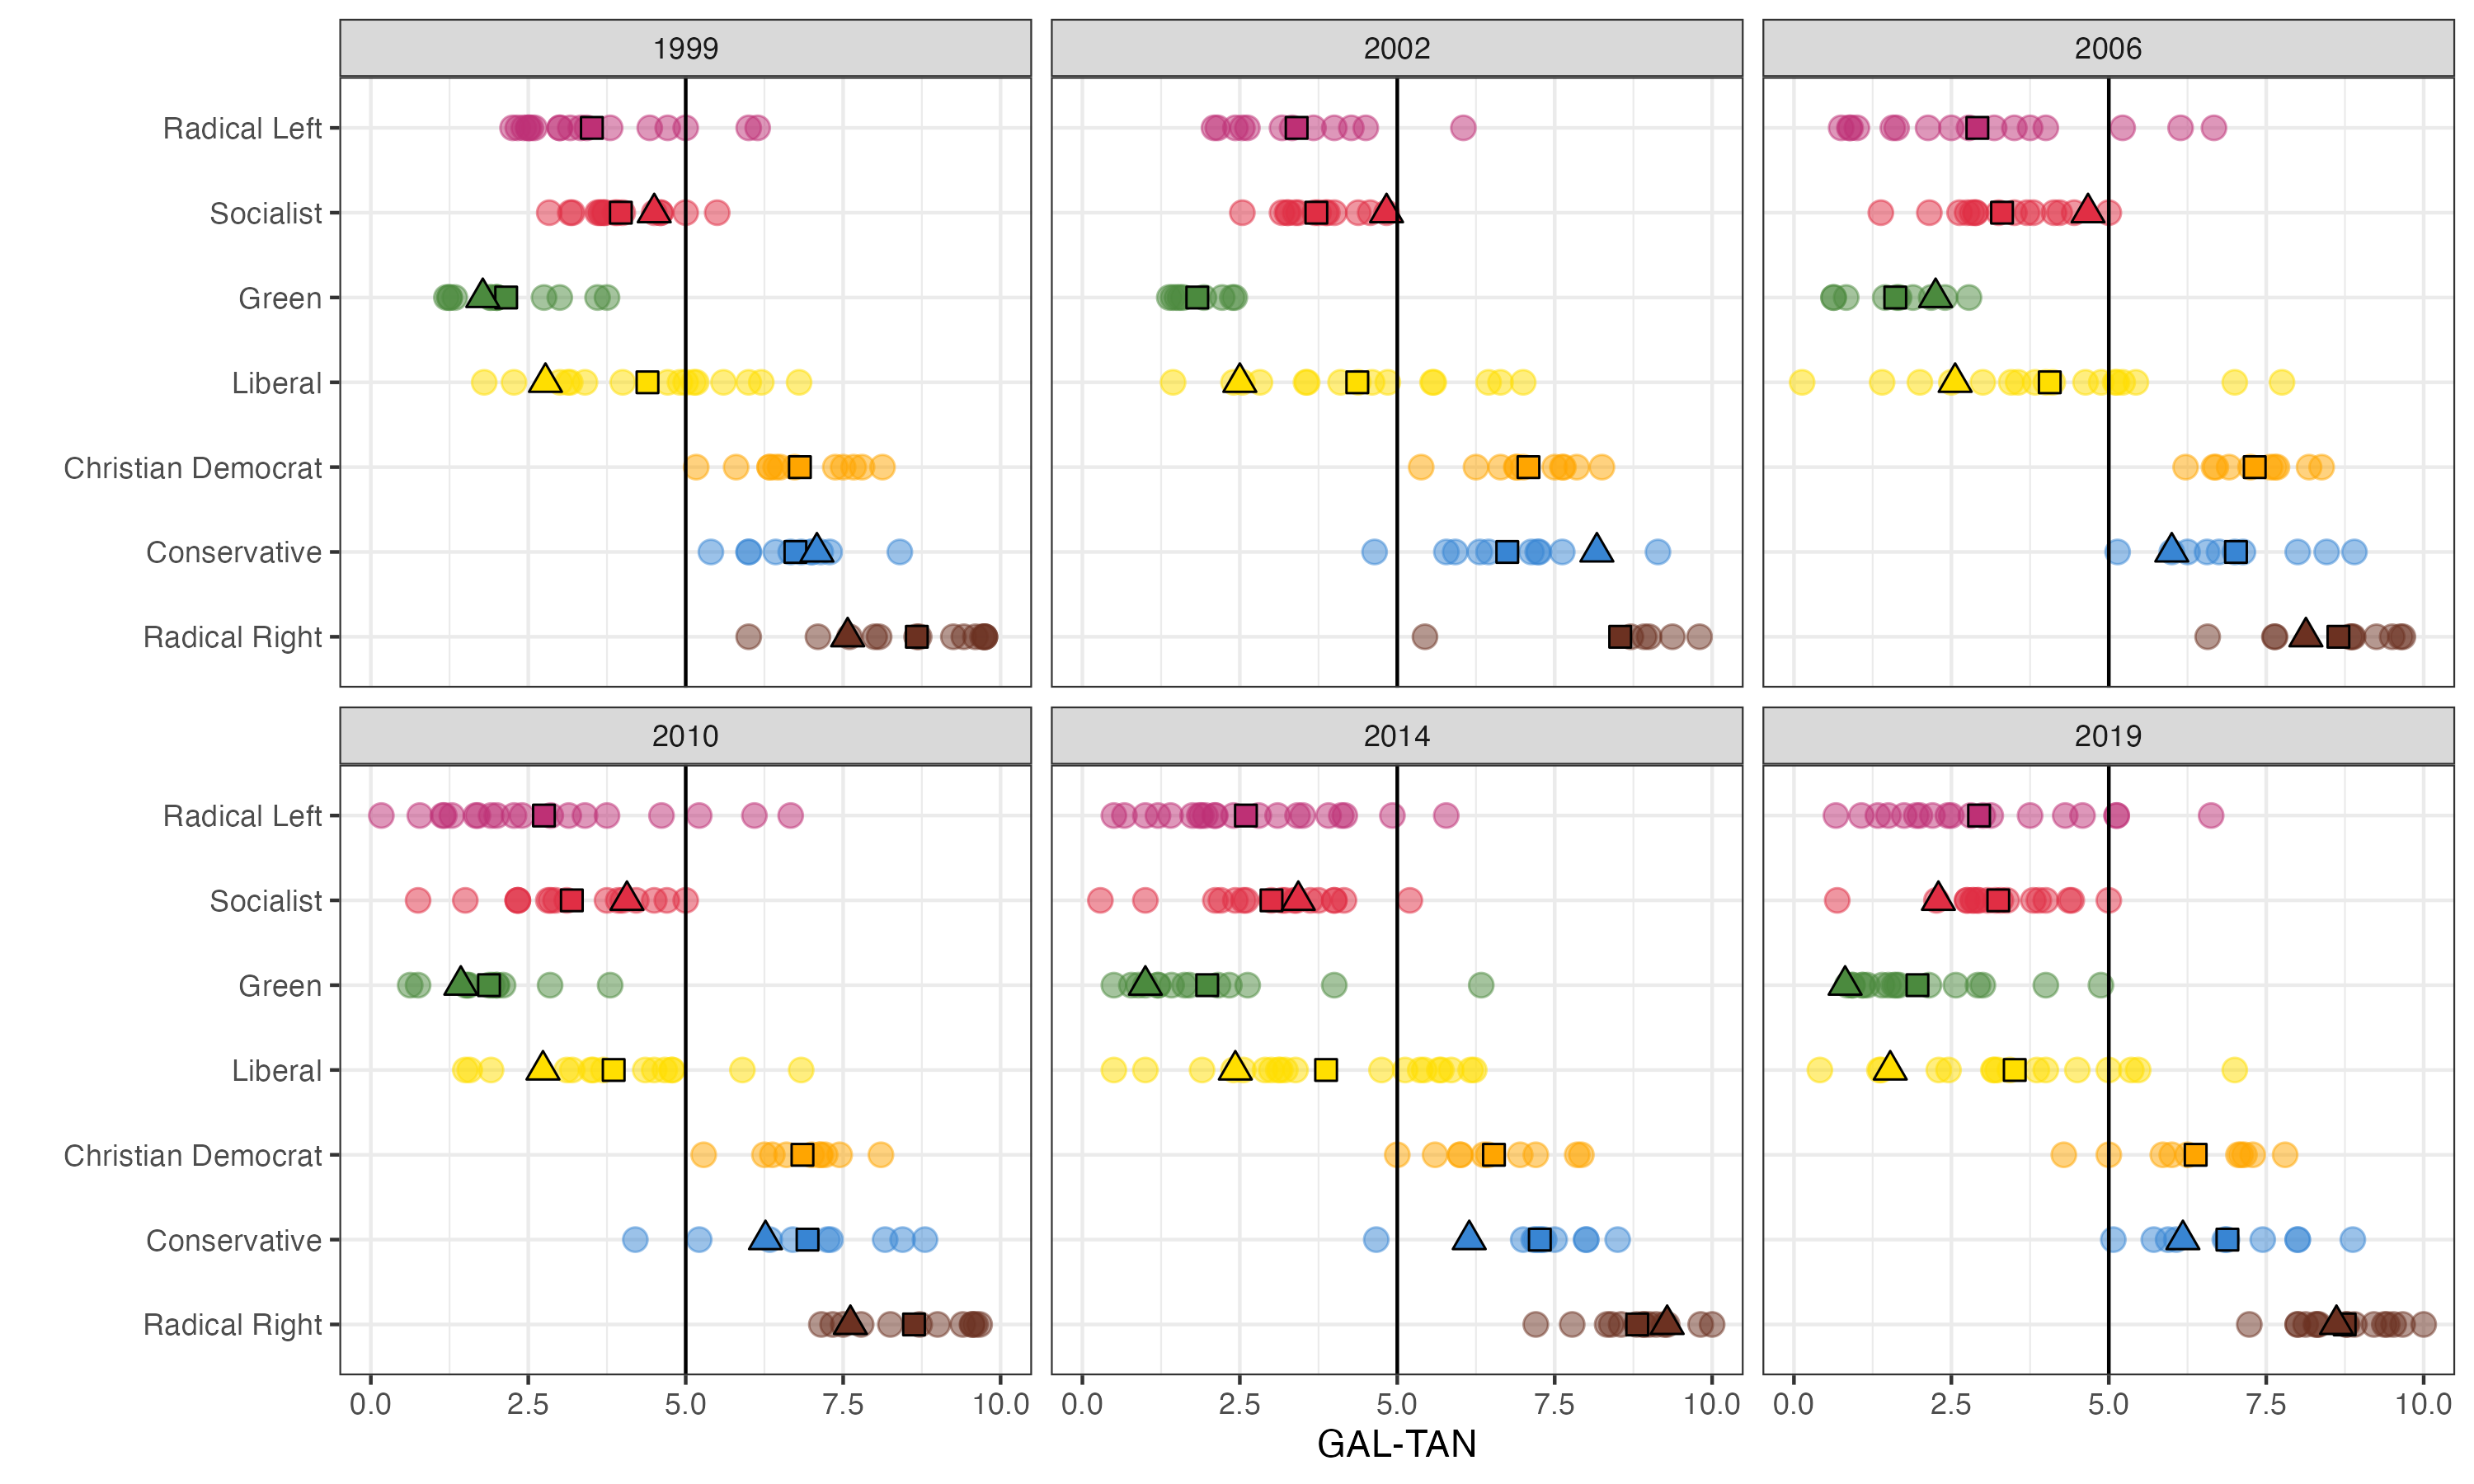 1999 2002 2006
Radical Left
Socialist
Green
Liberal
Christian Democrat
Conservative
Radical Right
2010 2014 2019
Radical Left
Socialist
Green
Liberal
Christian Democrat
Conservative
Radical Right
0.0 2.5 5.0 7.5 10.0 0.0 2.5 5.0 7.5 10.0 0.0 2.5 5.0 7.5 10.0
GAL-TAN